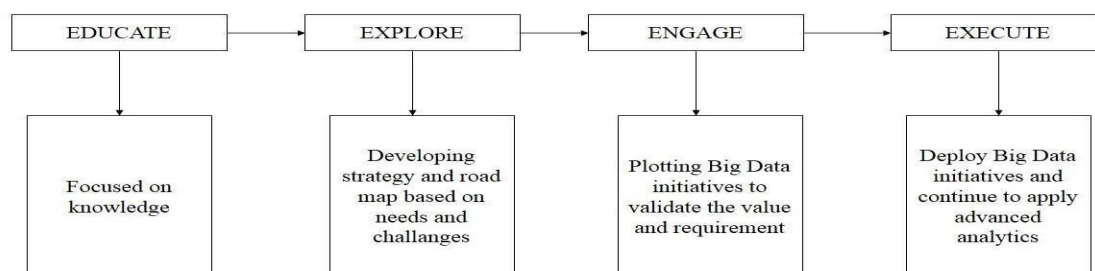 EDUCATE
EXPLORE
ENGAGE
EXECUTE
Focused on
knowledge
Developing
strategy and road
map based on
needs and
challanges
Plotting Big Data
initiatives to
validate the value
and requirement
Deploy Big Data
initiatives and
continue to apply
advanced
analytics